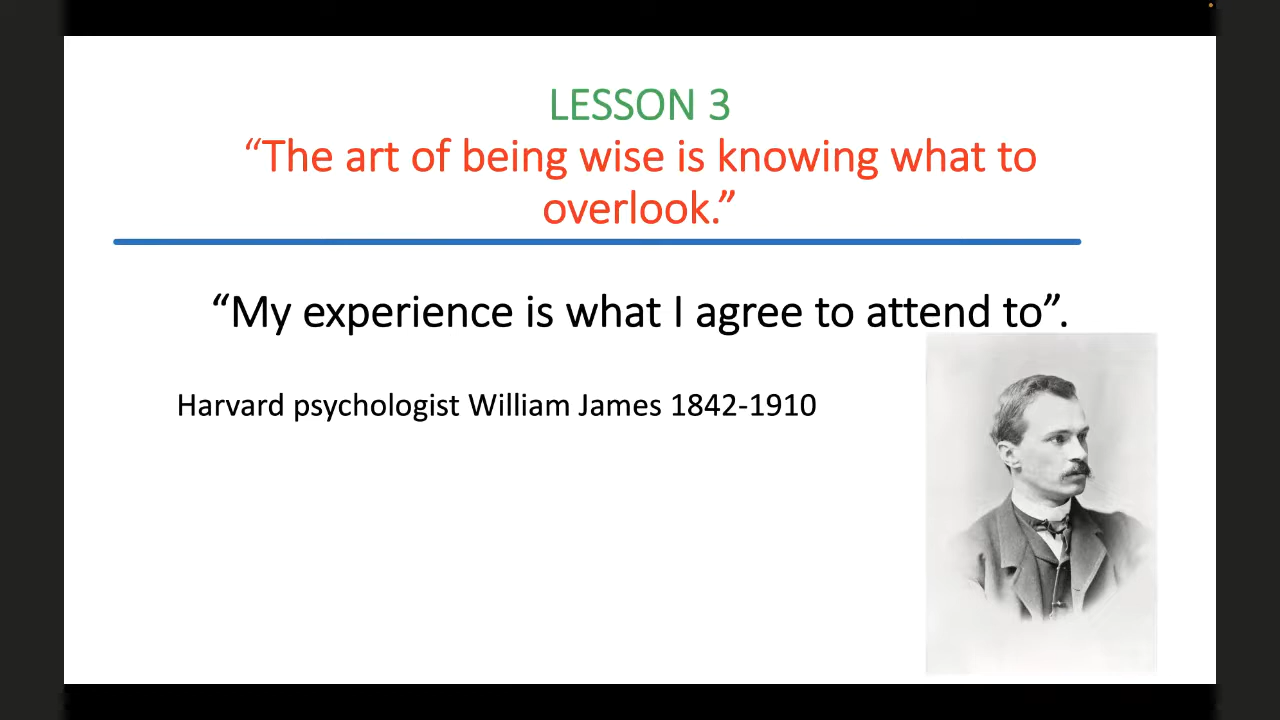 LESSON 3
“The art of being wise is knowing what to
overlook.”
“My experience is what I agree to attend to”.
Harvard psychologist William James 1842-1910